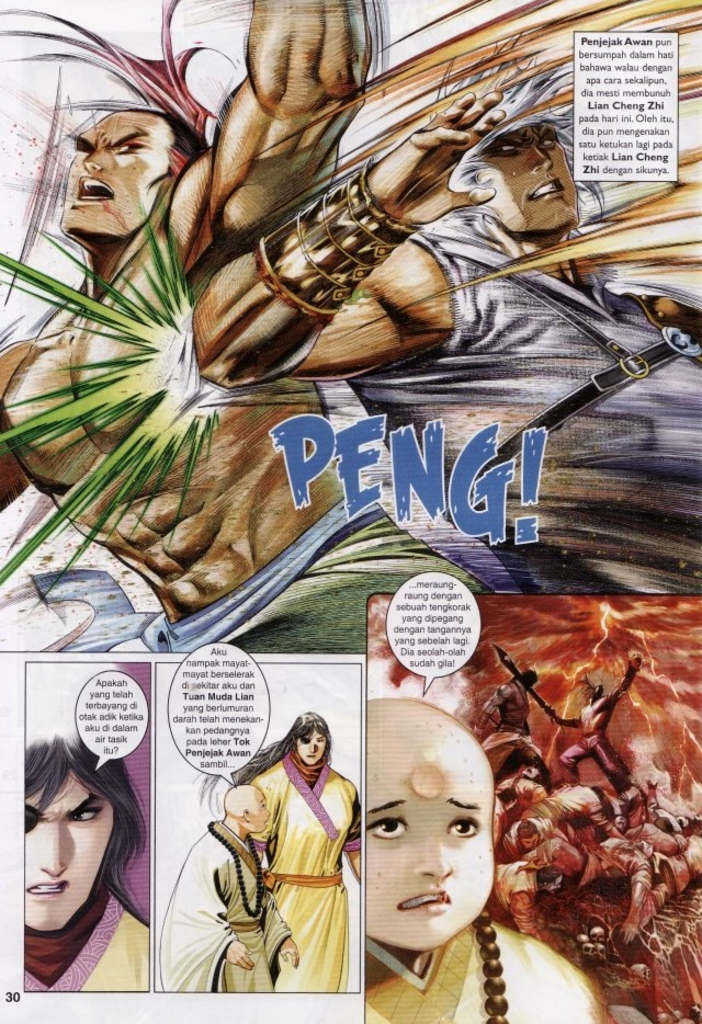 Penjejak Awan pun
bersumpah dalam hati
bahawa walau dengan
apa cara sekalipun,
dia mesti membunuh
Lian Cheng Zhi
pada hari ini. Oleh itu,
dia pun mengenakan
satu ketukan lagi pada
ketiak Lian Cheng
Zhi dengan sikunya.
PENG!
Apakah
yang telah
terbayang di
otak adik ketika
aku di dalam
air tasik
itu?
Aku
nampak mayat-
mayat berselerak
di sekitar aku dan
Tuan Muda Lian
yang berlumuran
darah telah menekan-
kan pedangnya
pada leher Tok
Penjejak Awan
sambil...
...meraung-
raung dengan
sebuah tengkorak
yang dipegang
dengan tangannya
yang sebelah lagi.
Dia seolah-olah
sudah gila!
30